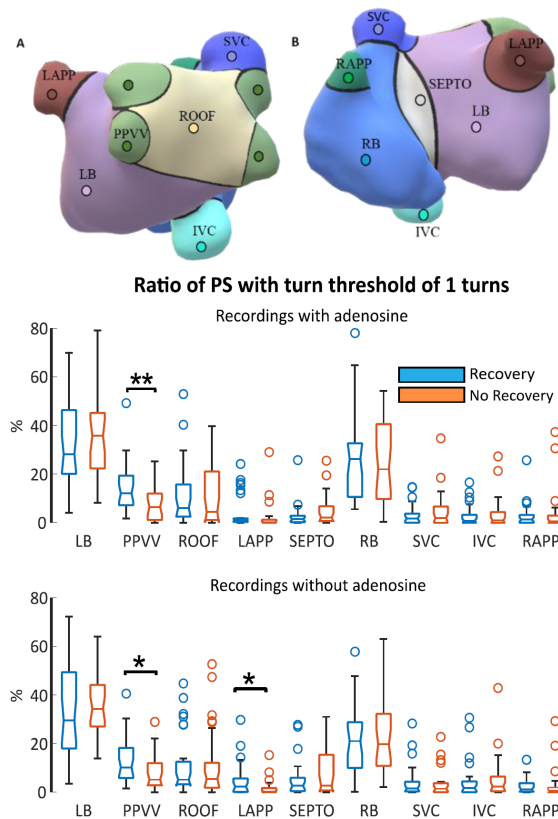 A
B
SVC
SVC
LAPP
LAPP
RAPP
SEPTO
PPVV
ROOF
LB
LB
RB
IVC
IVC
Ratio of PS with turn threshold of 1 turns
Recordings with adenosine
80
60
40
20
0
%
**
Recovery
No Recovery
LB PPVV ROOF LAPP SEPTO RB SVC IVC RAPP
Recordings without adenosine
80
60
40
20
0
%
* *
LB PPVV ROOF LAPP SEPTO RB SVC IVC RAPP